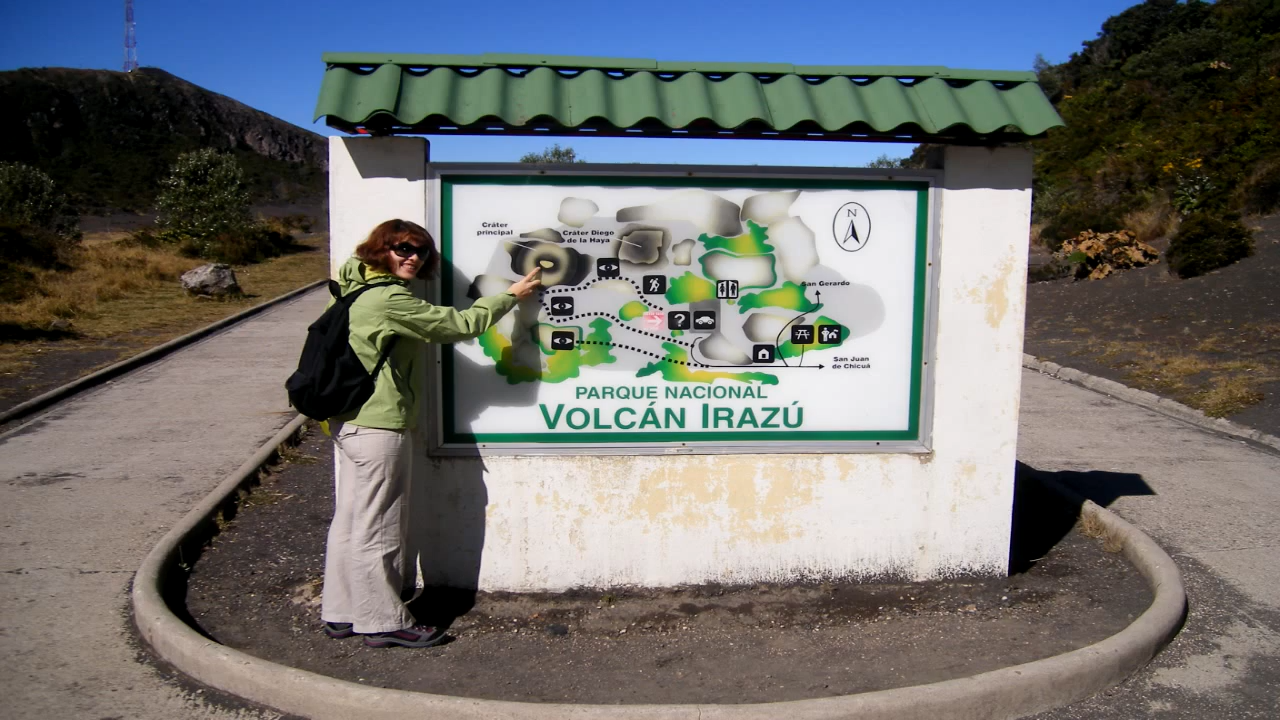 N
Cráter
principal
Cráter Diego
de la Haya
San Gerardo
?
San Juan
de Chicuá
PARQUE NACIONAL
VOLCÁN IRAZÚ